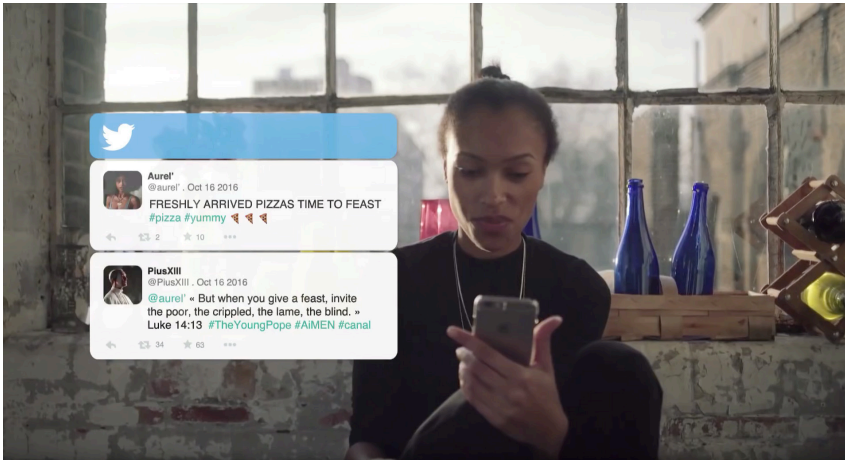 Aurel'
@aurel' . Oct 16 2016
FRESHLY ARRIVED PIZZAS TIME TO FEAST
#pizza #yummy 🍕 🍕 🍕
2 10
PiusXIII
@PiusXIII . Oct 16 2016
@aurel' « But when you give a feast, invite
the poor, the crippled, the lame, the blind. »
Luke 14:13 #TheYoungPope #AiMEN #canal
34 63